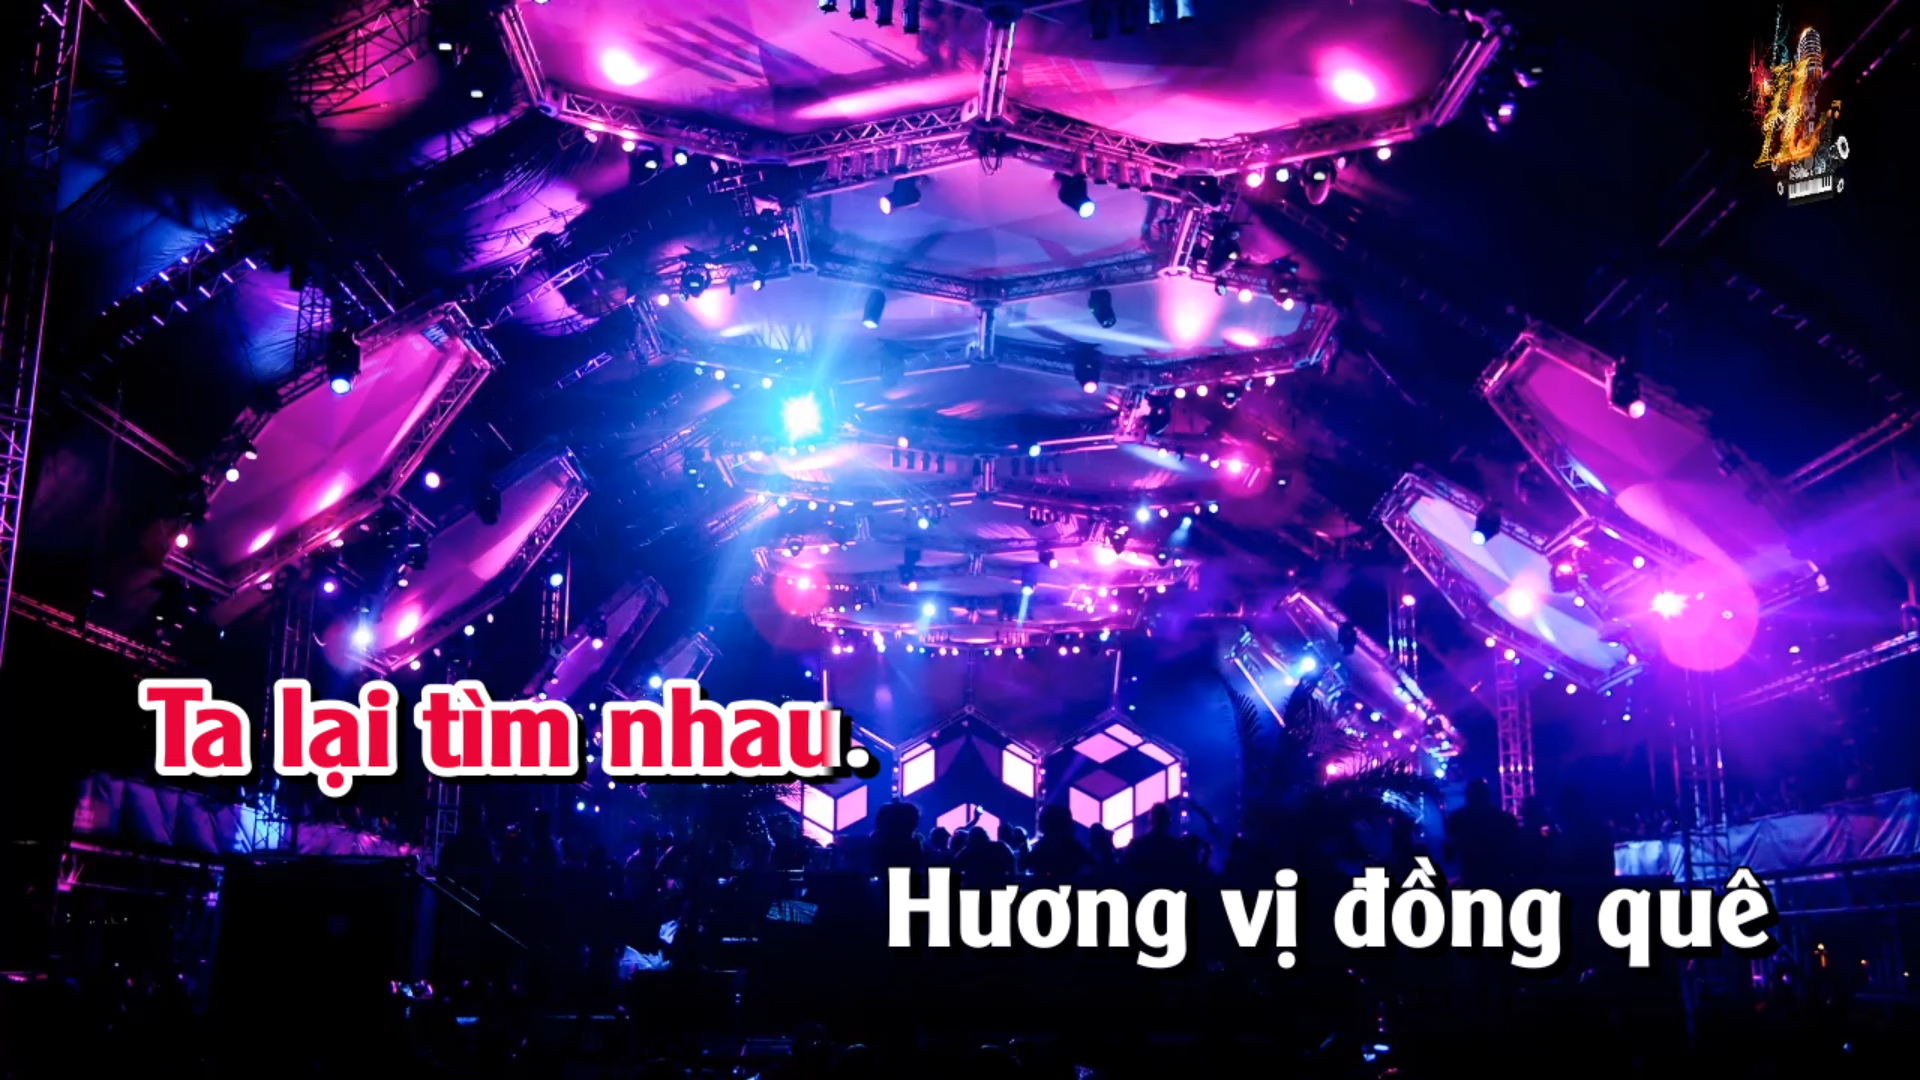 Ta lại tìm nhau.
Hương vị đồng quê